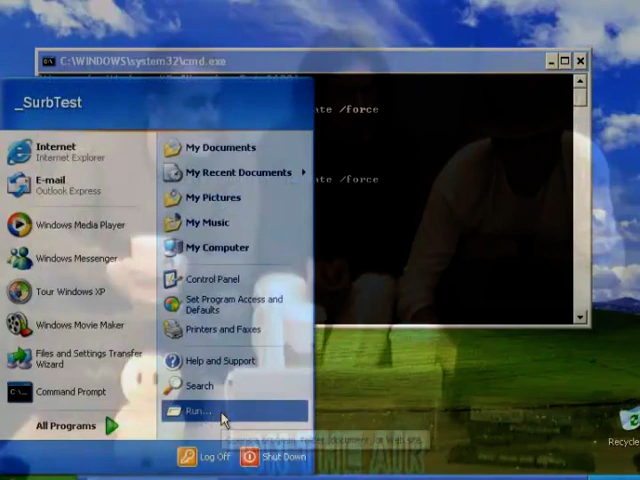 C:\WINDOWS\system32\cmd.exe
_SurbTest
/force
/force
Internet
Internet Explorer
E-mail
Outlook Express
Windows Media Player
Windows Messenger
Tour Windows XP
Windows Movie Maker
Files and Settings Transfer
Wizard
Command Prompt
All Programs
My Documents
My Recent Documents
My Pictures
My Music
My Computer
Control Panel
Set Program Access and
Defaults
Printers and Faxes
Help and Support
Search
Run...
Log Off
Shut Down